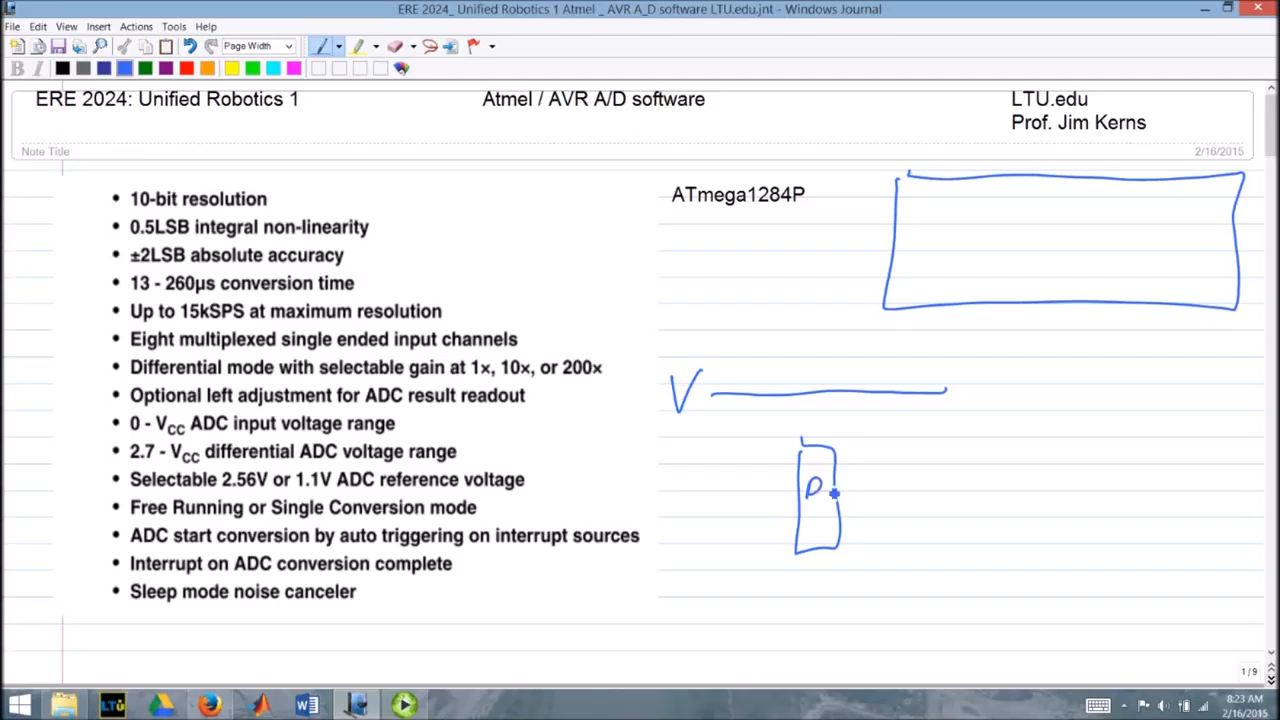 ERE 2024_ Unified Robotics 1 Atmel _ AVR A_D software LTU.edu.jnt - Windows Journal
File Edit View Insert Actions Tools Help
Page Width
B I
ERE 2024: Unified Robotics 1 Atmel / AVR A/D software LTU.edu
Prof. Jim Kerns
Note Title 2/16/2015
• 10-bit resolution
• 0.5LSB integral non-linearity
• ±2LSB absolute accuracy
• 13 - 260µs conversion time
• Up to 15kSPS at maximum resolution
• Eight multiplexed single ended input channels
• Differential mode with selectable gain at 1×, 10×, or 200×
• Optional left adjustment for ADC result readout
• 0 - VCC ADC input voltage range
• 2.7 - VCC differential ADC voltage range
• Selectable 2.56V or 1.1V ADC reference voltage
• Free Running or Single Conversion mode
• ADC start conversion by auto triggering on interrupt sources
• Interrupt on ADC conversion complete
• Sleep mode noise canceler
ATmega1284P
V
D
1/9
LTU
8:23 AM
2/16/2015